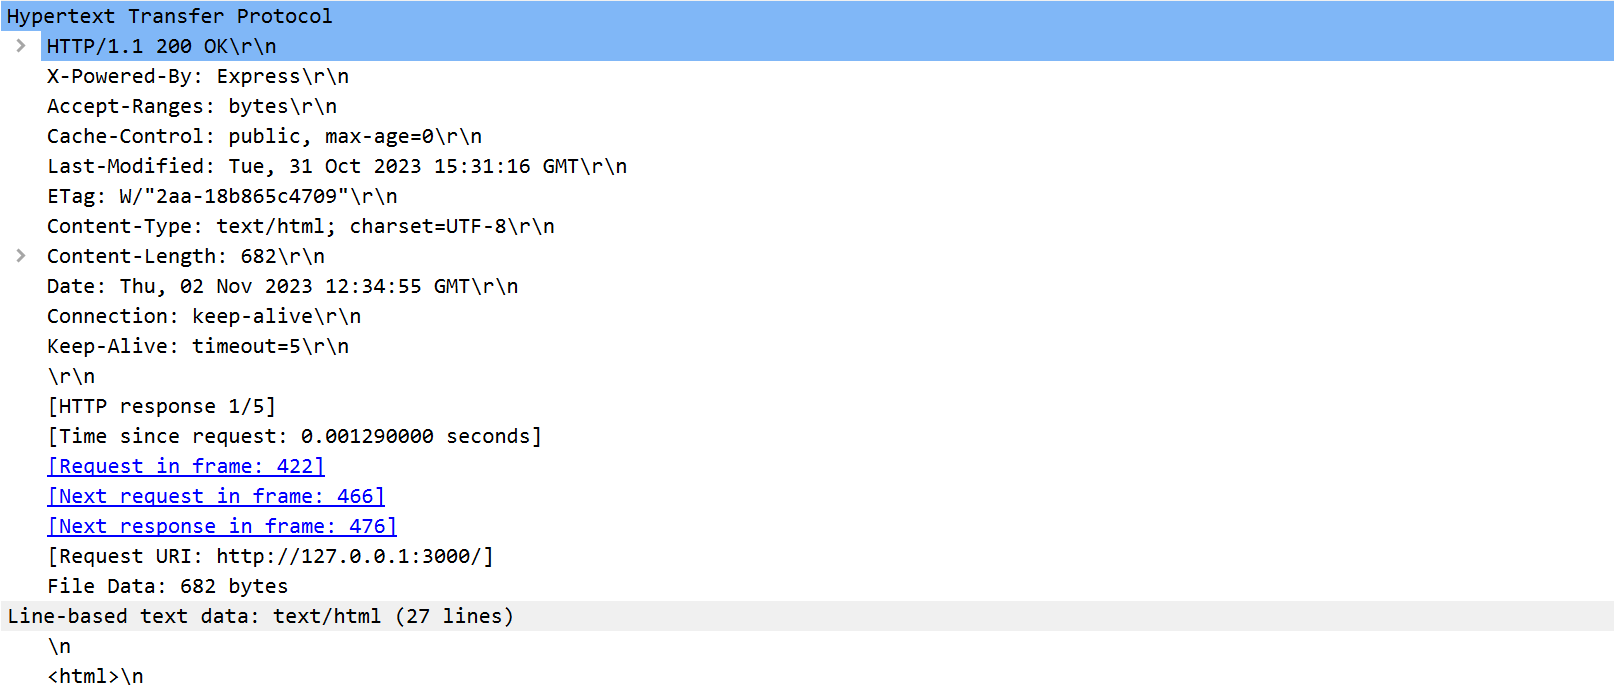 Hypertext Transfer Protocol
HTTP/1.1 200 OK\r\n
X-Powered-By: Express\r\n
Accept-Ranges: bytes\r\n
Cache-Control: public, max-age=0\r\n
Last-Modified: Tue, 31 Oct 2023 15:31:16 GMT\r\n
ETag: W/"2aa-18b865c4709"\r\n
Content-Type: text/html; charset=UTF-8\r\n
Content-Length: 682\r\n
Date: Thu, 02 Nov 2023 12:34:55 GMT\r\n
Connection: keep-alive\r\n
Keep-Alive: timeout=5\r\n
\r\n
[HTTP response 1/5]
[Time since request: 0.001290000 seconds]
[Request in frame: 422]
[Next request in frame: 466]
[Next response in frame: 476]
[Request URI: http://127.0.0.1:3000/]
File Data: 682 bytes
Line-based text data: text/html (27 lines)
\n
<html>\n